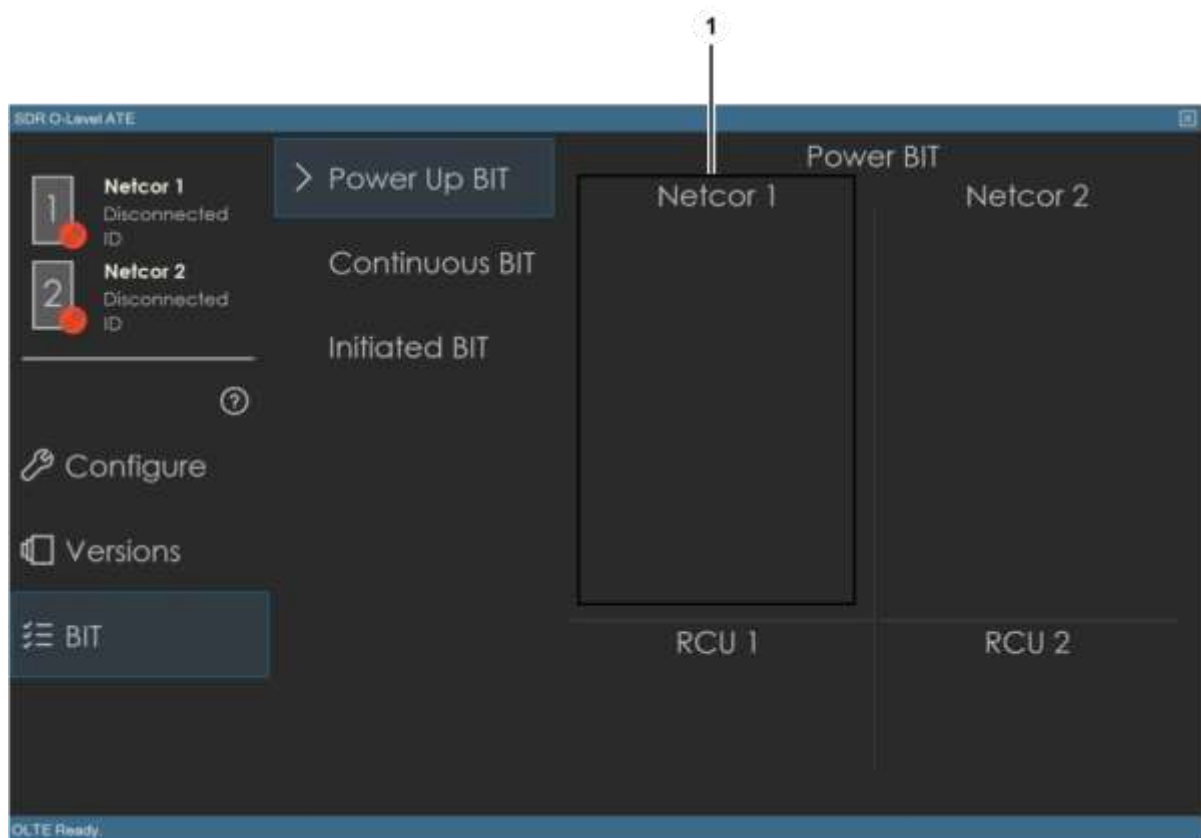 1
SDR O-Level ATE
1
Netcor 1
Disconnected
ID
2
Netcor 2
Disconnected
ID
?
Configure
Versions
BIT
Power Up BIT
Continuous BIT
Initiated BIT
Power BIT
Netcor 1
Netcor 2
RCU 1
RCU 2
OLTE Ready.